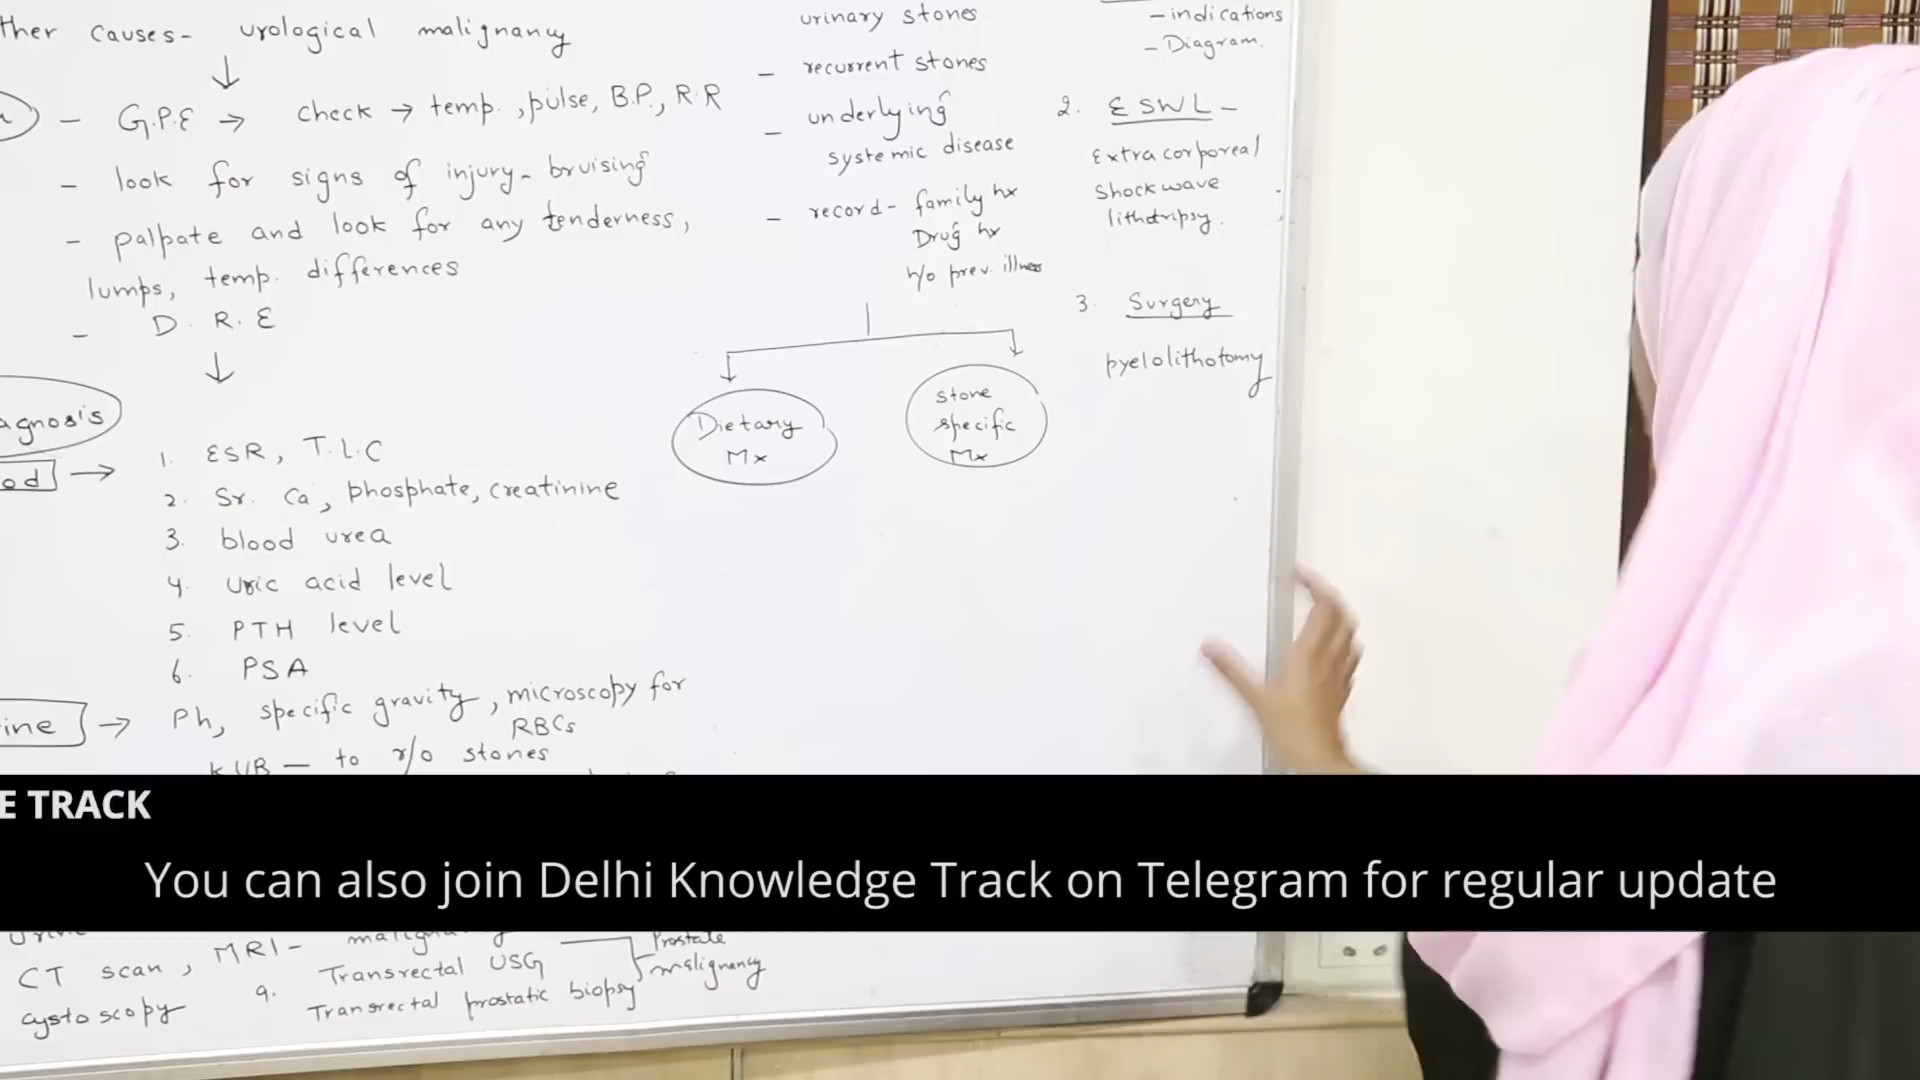 ther causes- urological malignancy
↓
- G.P.E → check → temp., pulse, B.P., R.R
- look for signs of injury- bruising
- palpate and look for any tenderness,
lumps, temp. differences
- D. R. E
↓
agnosis
od →
1. ESR, T.L.C
2. Sr. Ca, phosphate, creatinine
3. blood urea
4. Uric acid level
5. PTH level
6. PSA
ine → Ph, specific gravity, microscopy for
RBCs
KUB - to r/o stones
urinary stones
- recurrent stones
- underlying
systemic disease
- record- family hx
Drug hx
h/o prev. illness
Dietary
Mx
stone
specific
Mx
- indications
- Diagram.
2. ESWL-
Extra corporeal
Shockwave
lithotripsy.
3. Surgery
pyelolithotomy
E TRACK
You can also join Delhi Knowledge Track on Telegram for regular update
CT scan, MRI-
cystoscopy
9. Transrectal USG
Transrectal prostatic biopsy
Prostate
malignancy